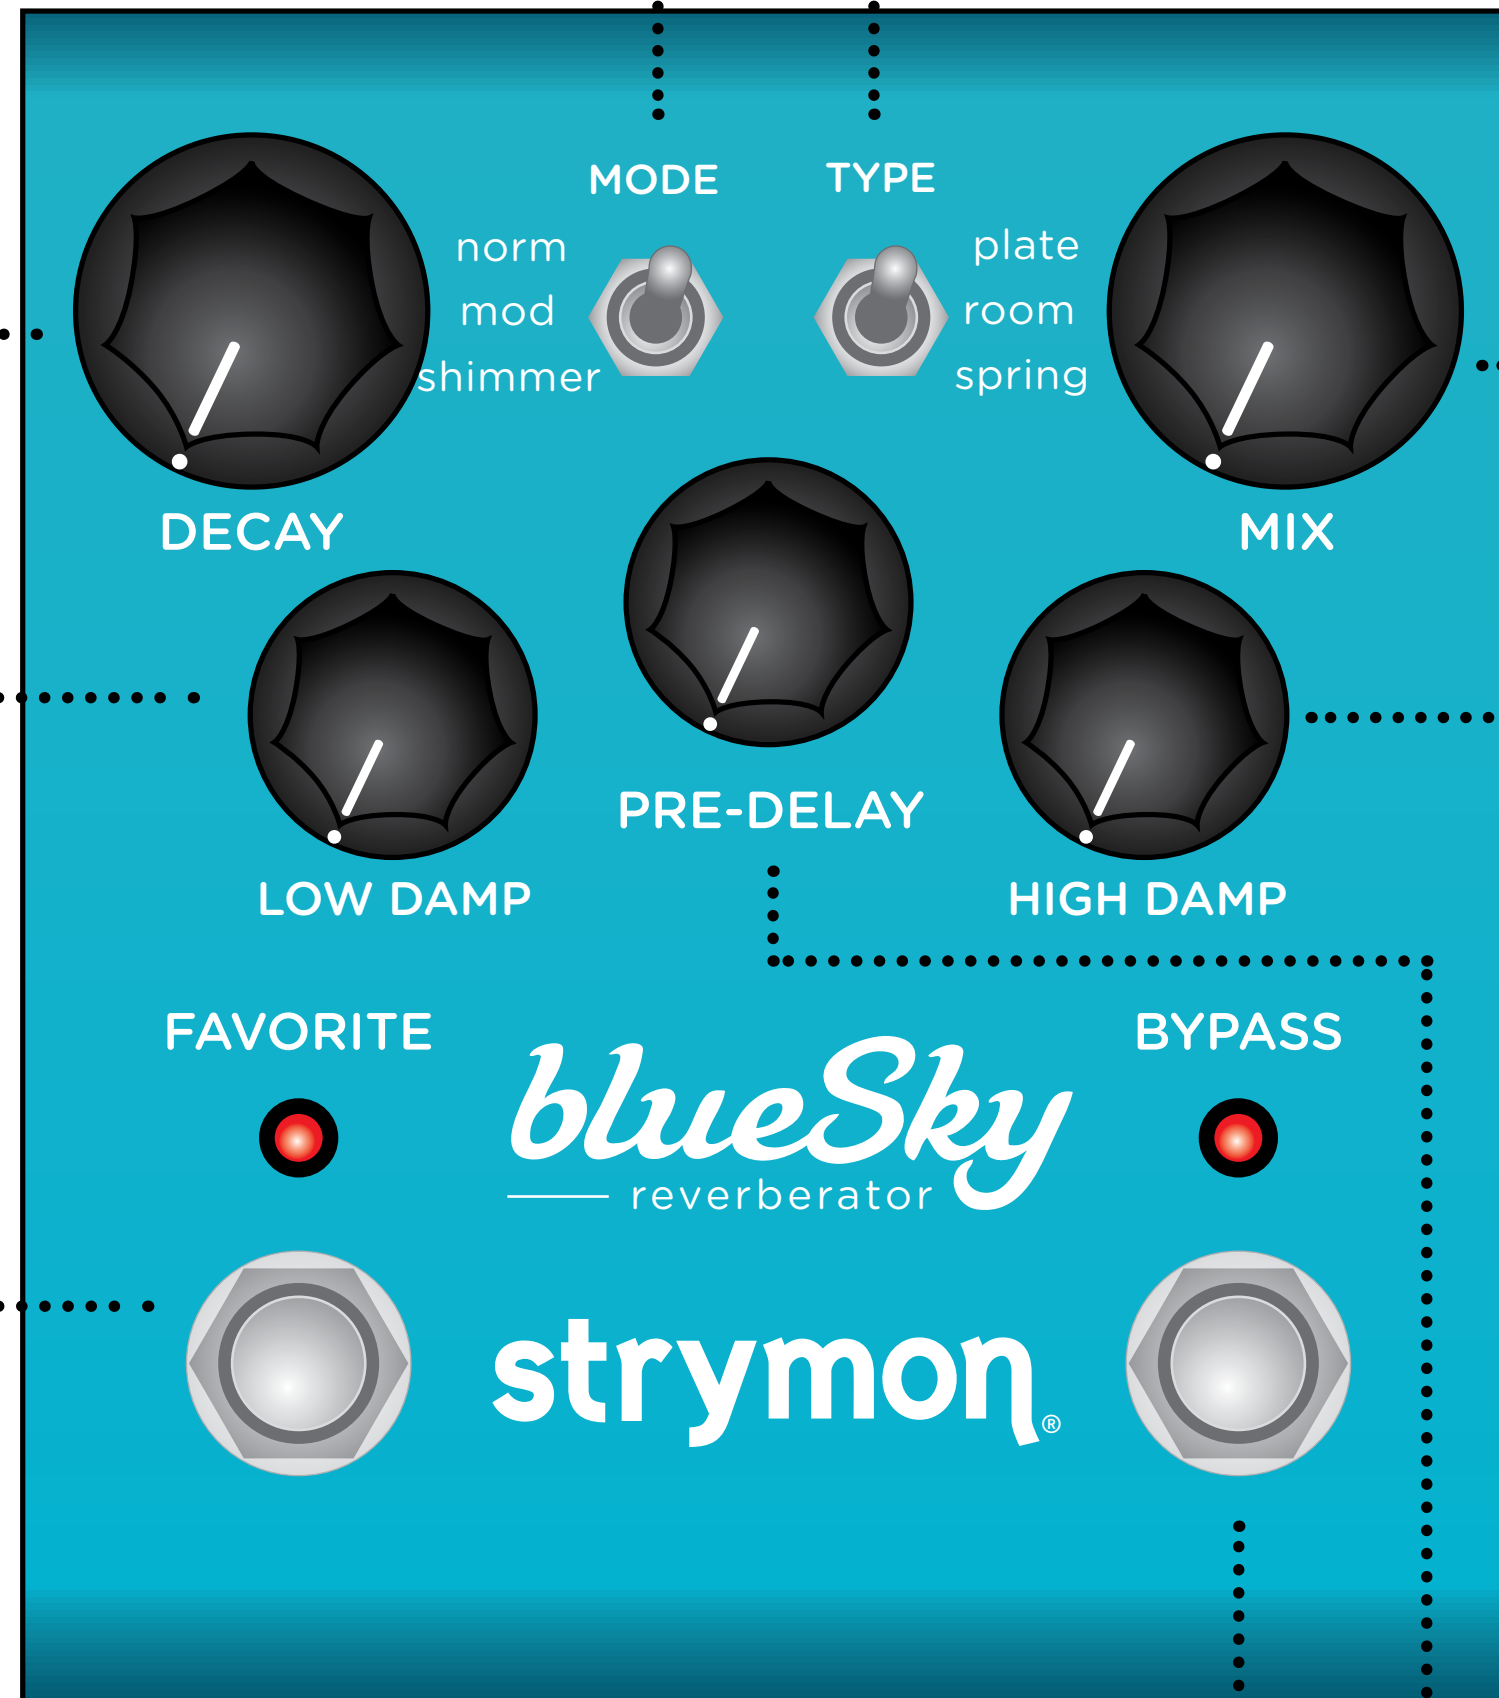 MODE
TYPE
norm
mod
shimmer
plate
room
spring
DECAY
MIX
PRE-DELAY
LOW DAMP
HIGH DAMP
FAVORITE
BYPASS
blueSky
reverberator
strymon®